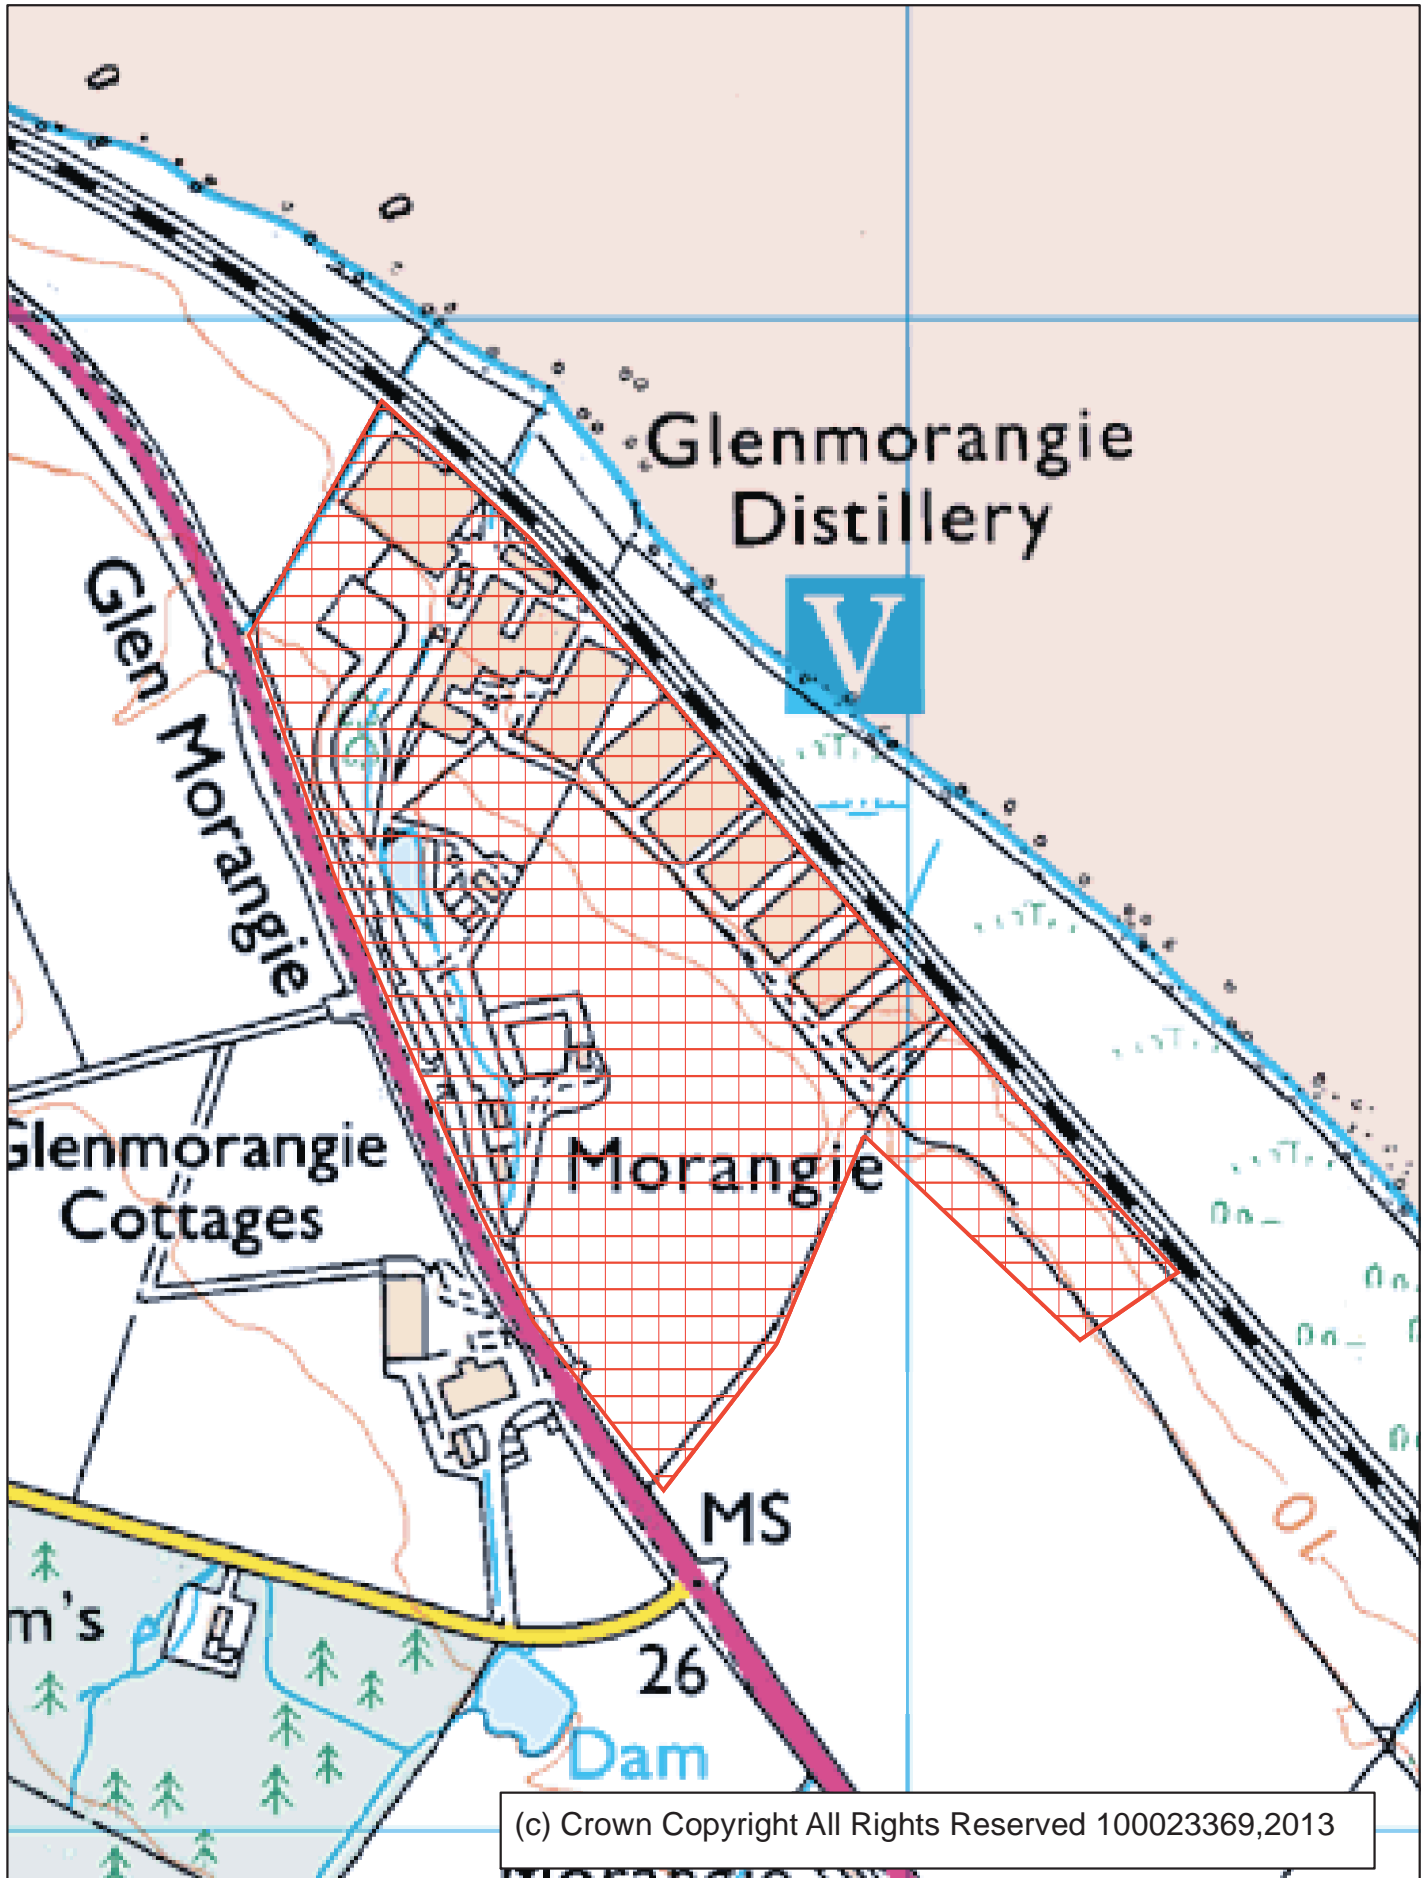 Glenmorangie
Distillery
V
Glen Morangie
Glenmorangie
Cottages
Morangie
MS
10
m's
26
Dam
(c) Crown Copyright All Rights Reserved 100023369,2013